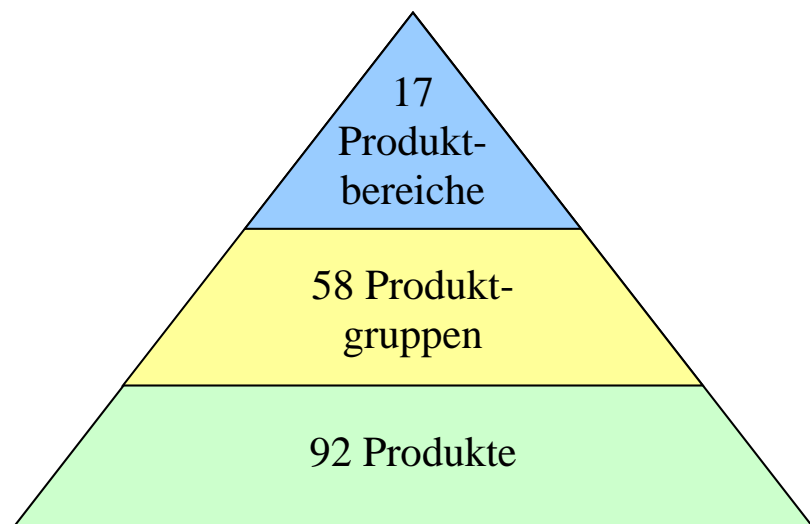 17
Produkt-
bereiche
58 Produkt-
gruppen
92 Produkte